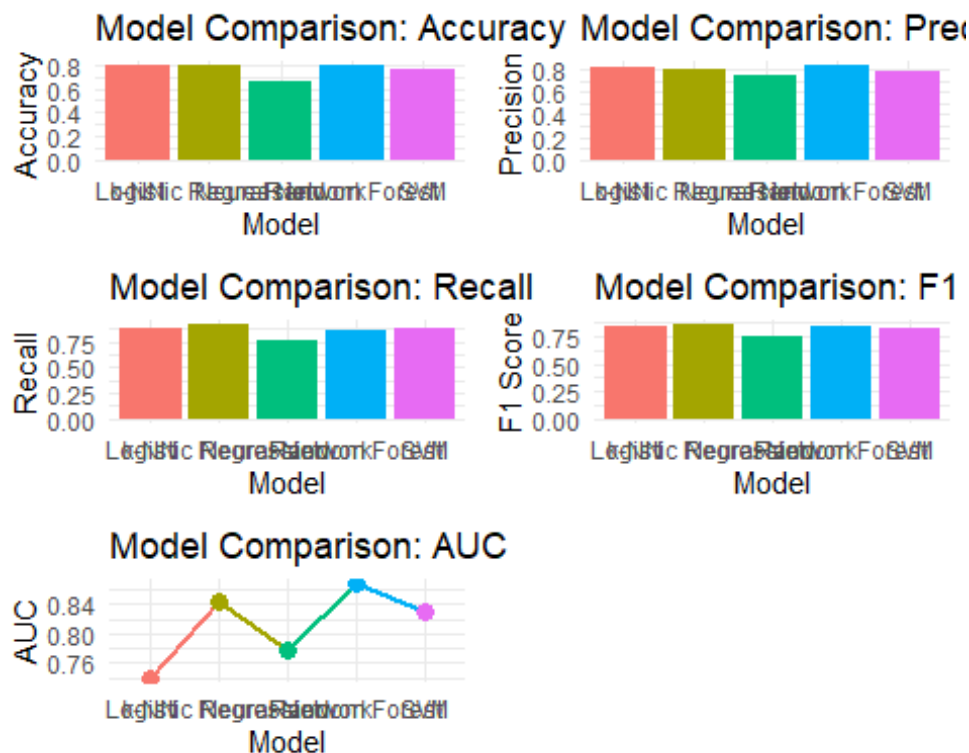 Model Comparison: Accuracy
Accuracy
0.8
0.6
0.4
0.2
0.0
Model
Model Comparison: Prec
Precision
0.8
0.6
0.4
0.2
0.0
Model
Model Comparison: Recall
Recall
0.75
0.50
0.25
0.00
Model
Model Comparison: F1
F1 Score
0.75
0.50
0.25
0.00
Model
Model Comparison: AUC
AUC
0.84
0.80
0.76
Model